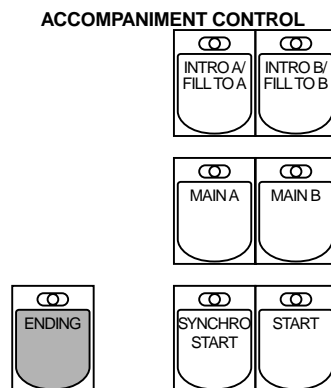 ACCOMPANIMENT CONTROL
INTRO A/
FILL TO A
INTRO B/
FILL TO B
MAIN A
MAIN B
ENDING
SYNCHRO
START
START